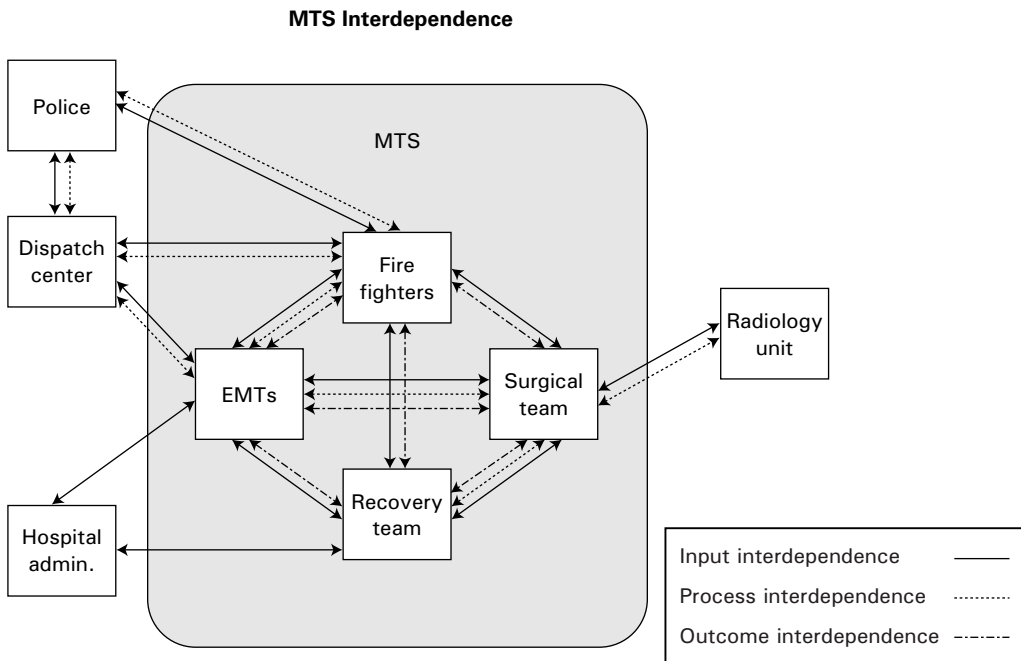 MTS Interdependence
Police
MTS
Dispatch
center
Fire
fighters
Radiology
unit
EMTs
Surgical
team
Recovery
team
Hospital
admin.
Input interdependence
Process interdependence
Outcome interdependence